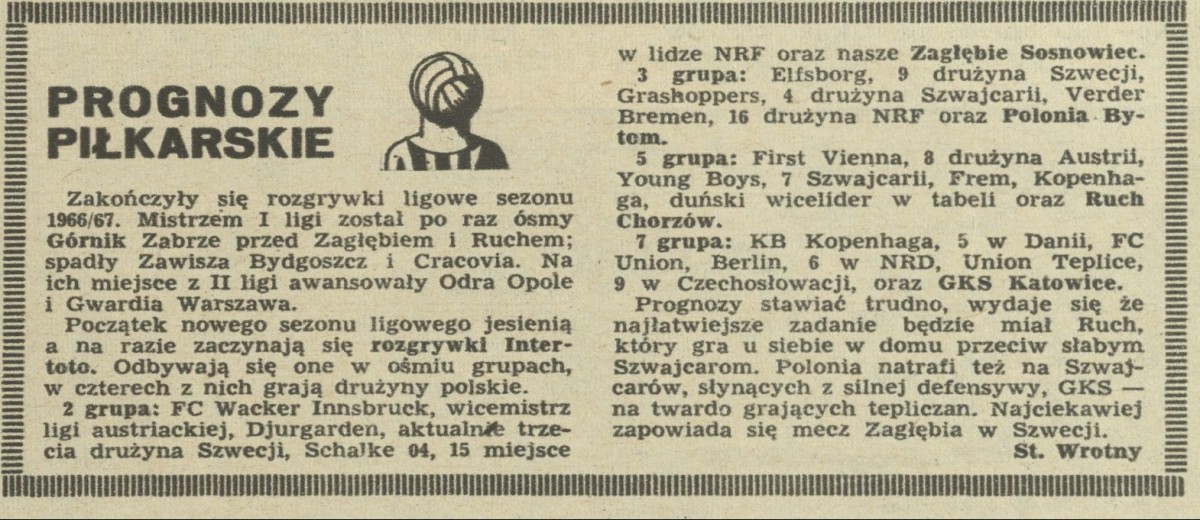 PROGNOZY
PIŁKARSKIE
Zakończyły się rozgrywki ligowe sezonu
1966/67. Mistrzem I ligi został po raz ósmy
Górnik Zabrze przed Zagłębiem i Ruchem;
spadły Zawisza Bydgoszcz i Cracovia. Na
ich miejsce z II ligi awansowały Odra Opole
i Gwardia Warszawa.
Początek nowego sezonu ligowego jesienią
a na razie zaczynają się rozgrywki Inter-
toto. Odbywają się one w ośmiu grupach,
w czterech z nich grają drużyny polskie.
2 grupa: FC Wacker Innsbruck, wicemistrz
ligi austriackiej, Djurgarden, aktualnie trze-
cia drużyna Szwecji, Schalke 04, 15 miejsce
w lidze NRF oraz nasze Zagłębie Sosnowiec.
3 grupa: Elfsborg, 9 drużyna Szwecji,
Grashoppers, 4 drużyna Szwajcarii, Verder
Bremen, 16 drużyna NRF oraz Polonia By-
tom.
5 grupa: First Vienna, 8 drużyna Austrii,
Young Boys, 7 Szwajcarii, Frem, Kopenha-
ga, duński wicelider w tabeli oraz Ruch
Chorzów.
7 grupa: KB Kopenhaga, 5 w Danii, FC
Union, Berlin, 6 w NRD, Union Teplice,
9 w Czechosłowacji, oraz GKS Katowice.
Prognozy stawiać trudno, wydaje się że
najłatwiejsze zadanie będzie miał Ruch,
który gra u siebie w domu przeciw słabym
Szwajcarom. Polonia natrafi też na Szwaj-
carów, słynących z silnej defensywy, GKS —
na twardo grających tepliczan. Najciekawiej
zapowiada się mecz Zagłębia w Szwecji.
St. Wrotny